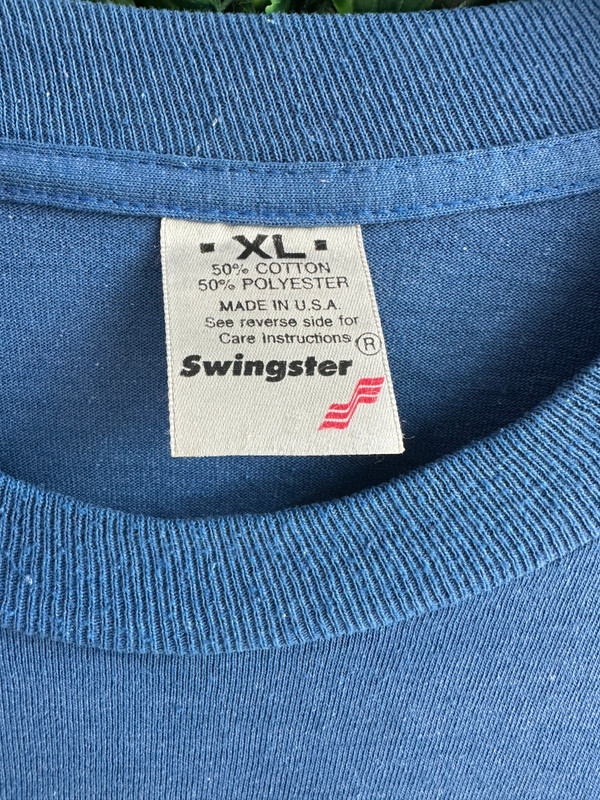 ▪ XL ▪
50% COTTON
50% POLYESTER
MADE IN U.S.A.
See reverse side for
Care Instructions
Swingster ®